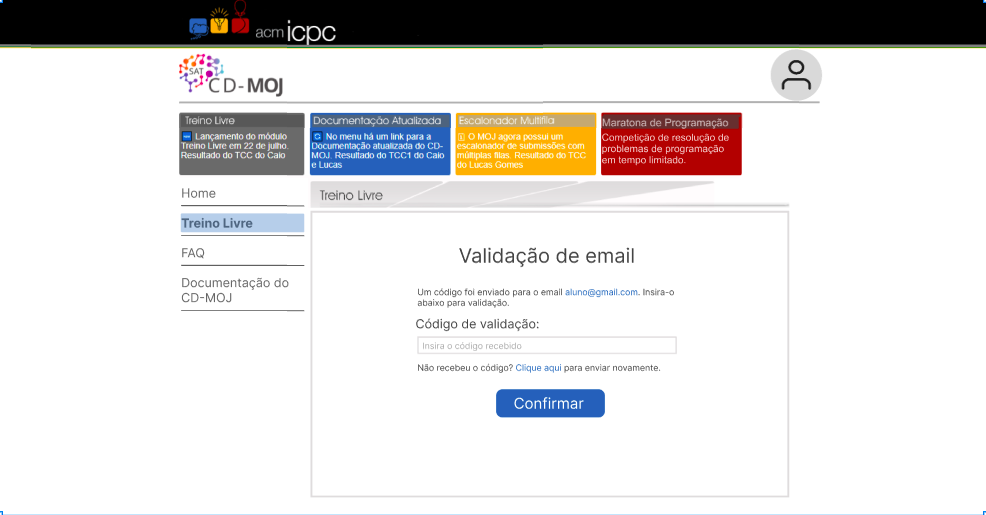 acm icpc
SAT
CD-MOJ
Treino Livre
Lançamento do módulo
Treino Livre em 22 de julho.
Resultado do TCC do Caio
Documentação Atualizada
No menu há um link para a
Documentação atualizada do CD-
MOJ. Resultado do TCC1 do Caio
e Lucas
Escalonador Multifila
O MOJ agora possui um
escalonador de submissões com
múltiplas filas. Resultado do TCC
do Lucas Gomes
Maratona de Programação
Competição de resolução de
problemas de programação
em tempo limitado.
Home
Treino Livre
FAQ
Documentação do
CD-MOJ
Treino Livre
Validação de email
Um código foi enviado para o email aluno@gmail.com. Insira-o
abaixo para validação.
Código de validação:
Insira o código recebido
Não recebeu o código? Clique aqui para enviar novamente.
Confirmar